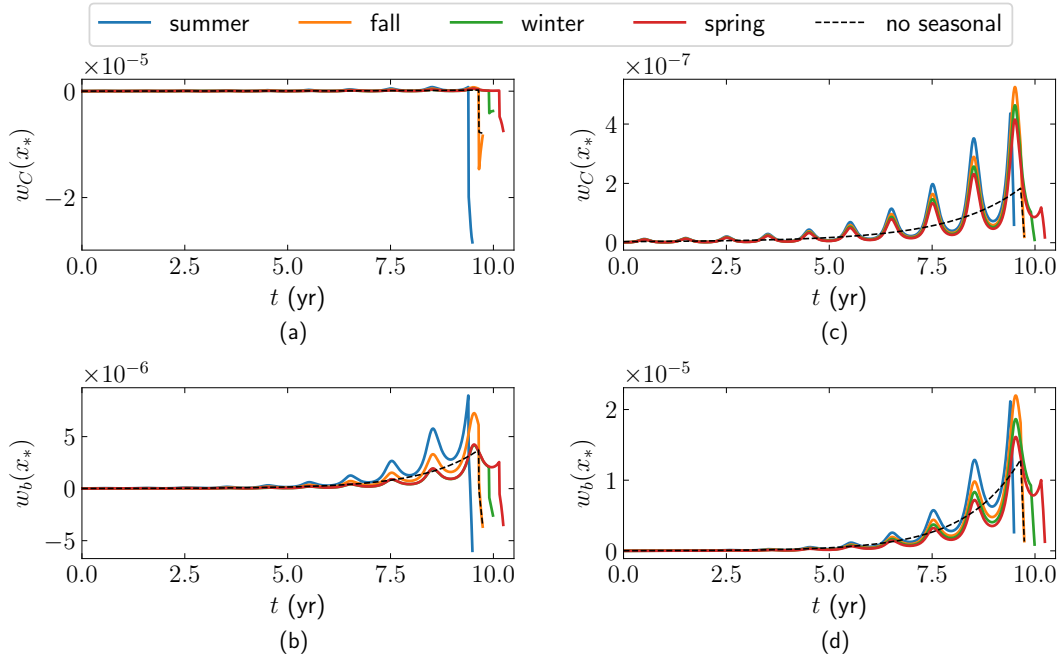 summer fall winter spring no seasonal
×10⁻⁵
0
−2
w_C(x_*)
0.0 2.5 5.0 7.5 10.0
t (yr)
(a)
×10⁻⁷
4
2
0
w_C(x_*)
0.0 2.5 5.0 7.5 10.0
t (yr)
(c)
×10⁻⁶
5
0
−5
w_b(x_*)
0.0 2.5 5.0 7.5 10.0
t (yr)
(b)
×10⁻⁵
2
1
0
w_b(x_*)
0.0 2.5 5.0 7.5 10.0
t (yr)
(d)